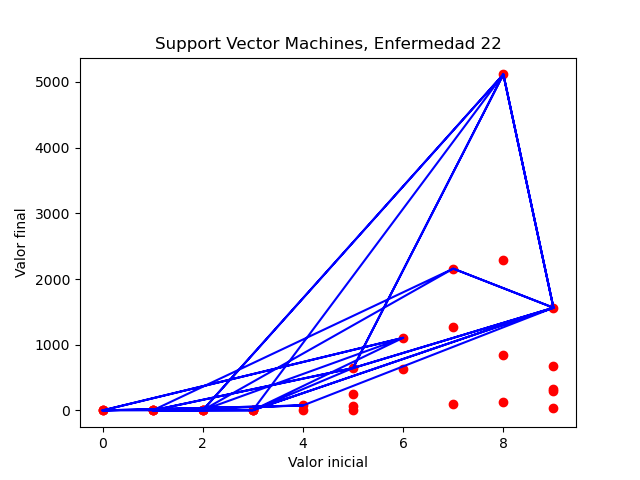 Support Vector Machines, Enfermedad 22
Valor final
5000
4000
3000
2000
1000
0
0 2 4 6 8
Valor inicial